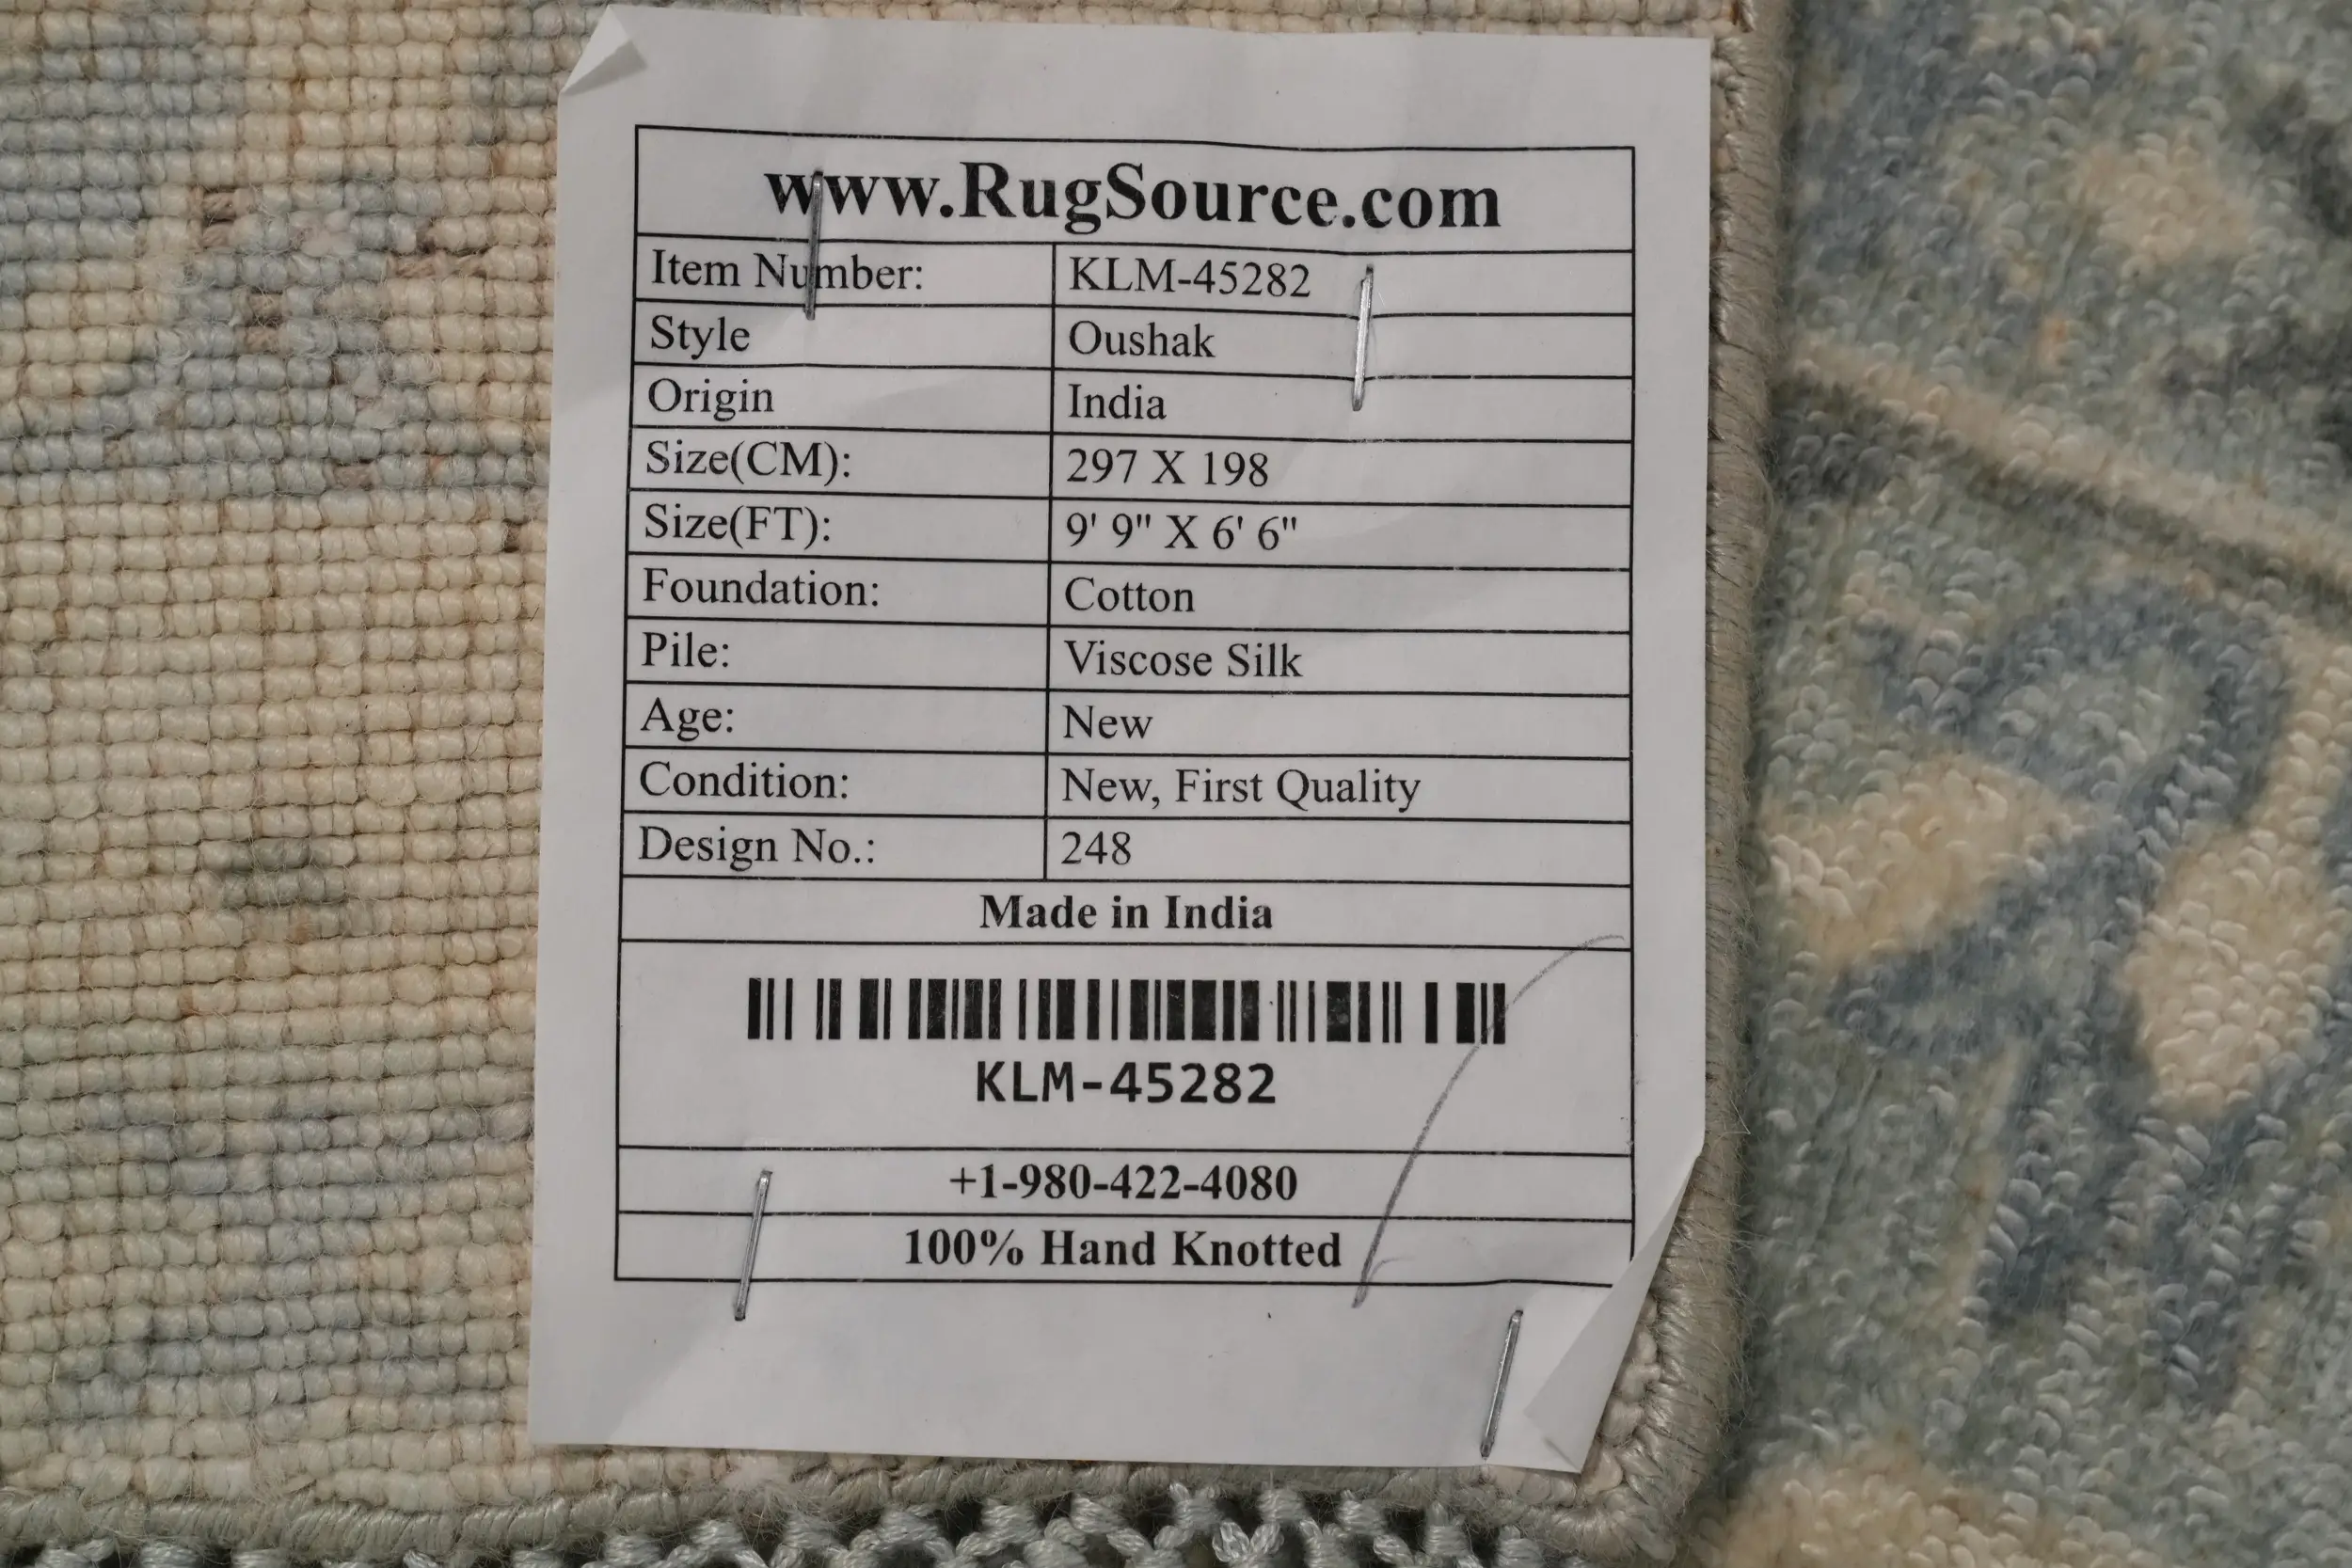 www.RugSource.com
Item Number: KLM-45282
Style Oushak
Origin India
Size(CM): 297 X 198
Size(FT): 9' 9" X 6' 6"
Foundation: Cotton
Pile: Viscose Silk
Age: New
Condition: New, First Quality
Design No.: 248
Made in India
KLM-45282
+1-980-422-4080
100% Hand Knotted